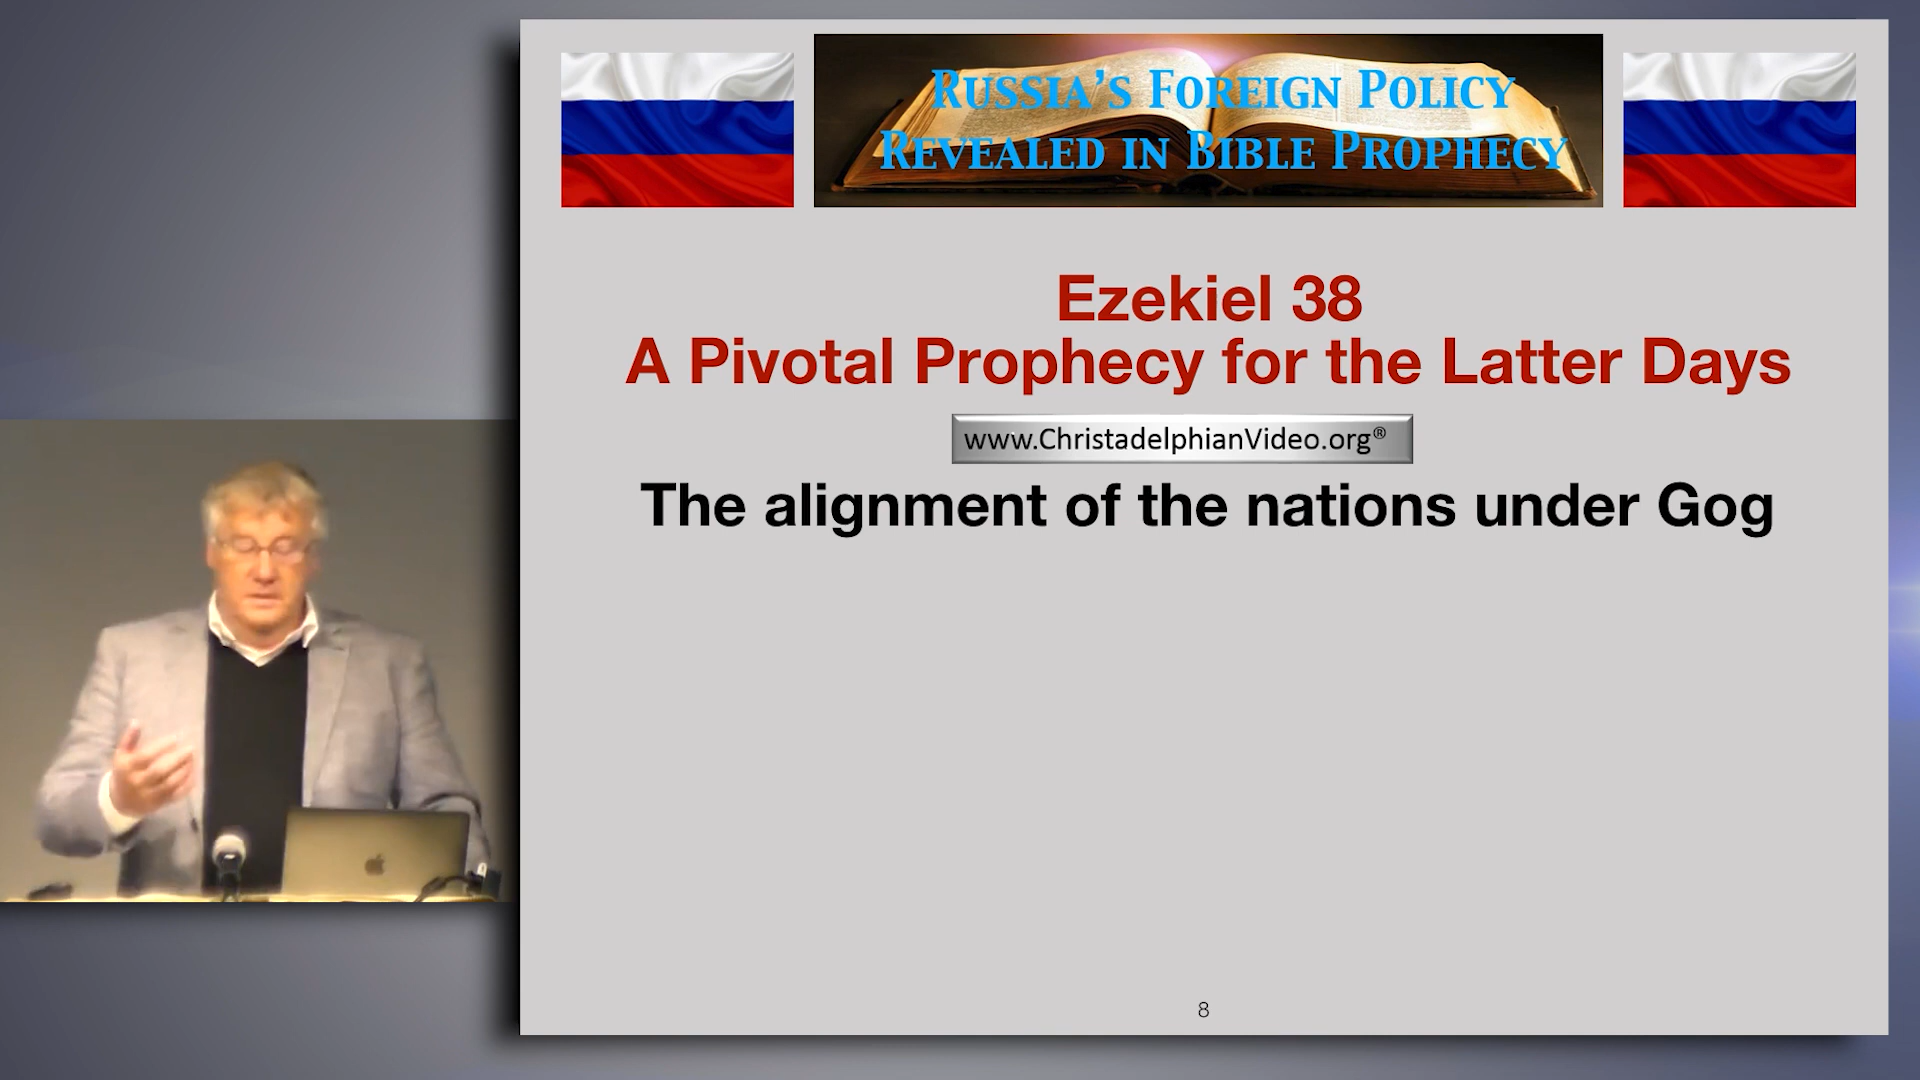 Russia's Foreign Policy
Revealed in Bible Prophecy
Ezekiel 38
A Pivotal Prophecy for the Latter Days
www.ChristadelphianVideo.org®
The alignment of the nations under Gog
8